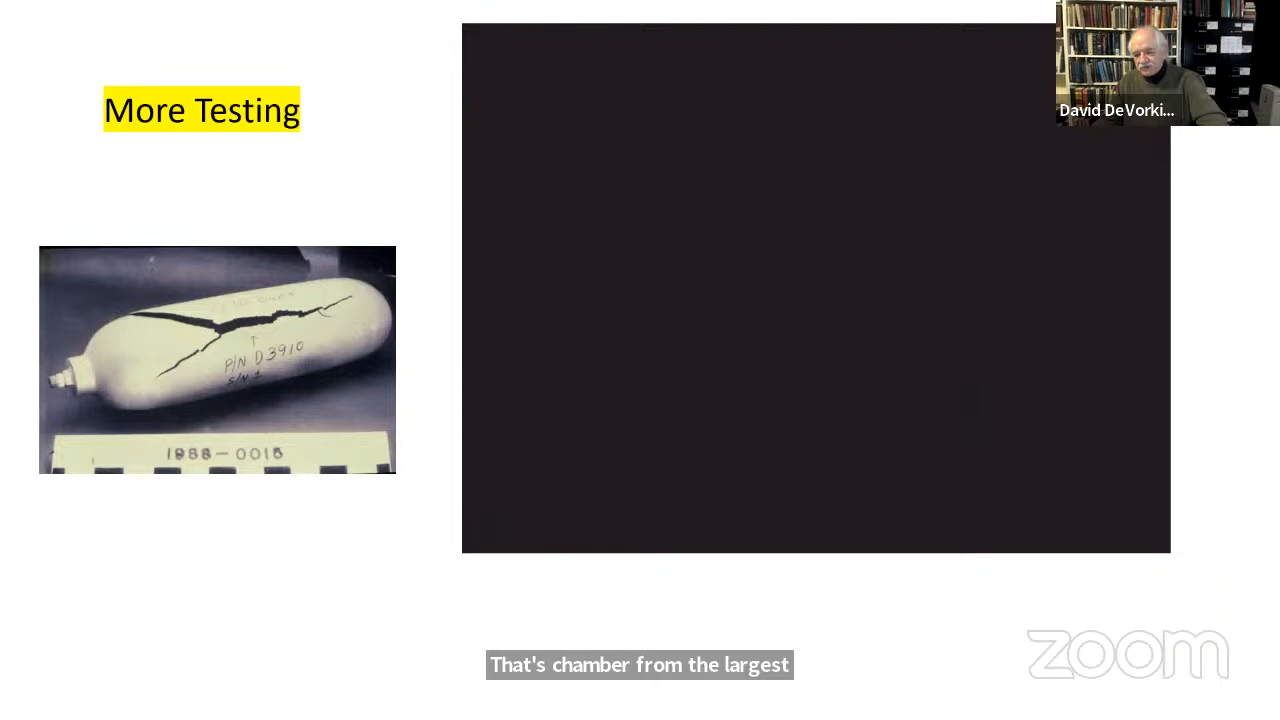 More Testing
David DeVorki...
P/N D3910
S/N 1
1988-0015
That's chamber from the largest
zoom